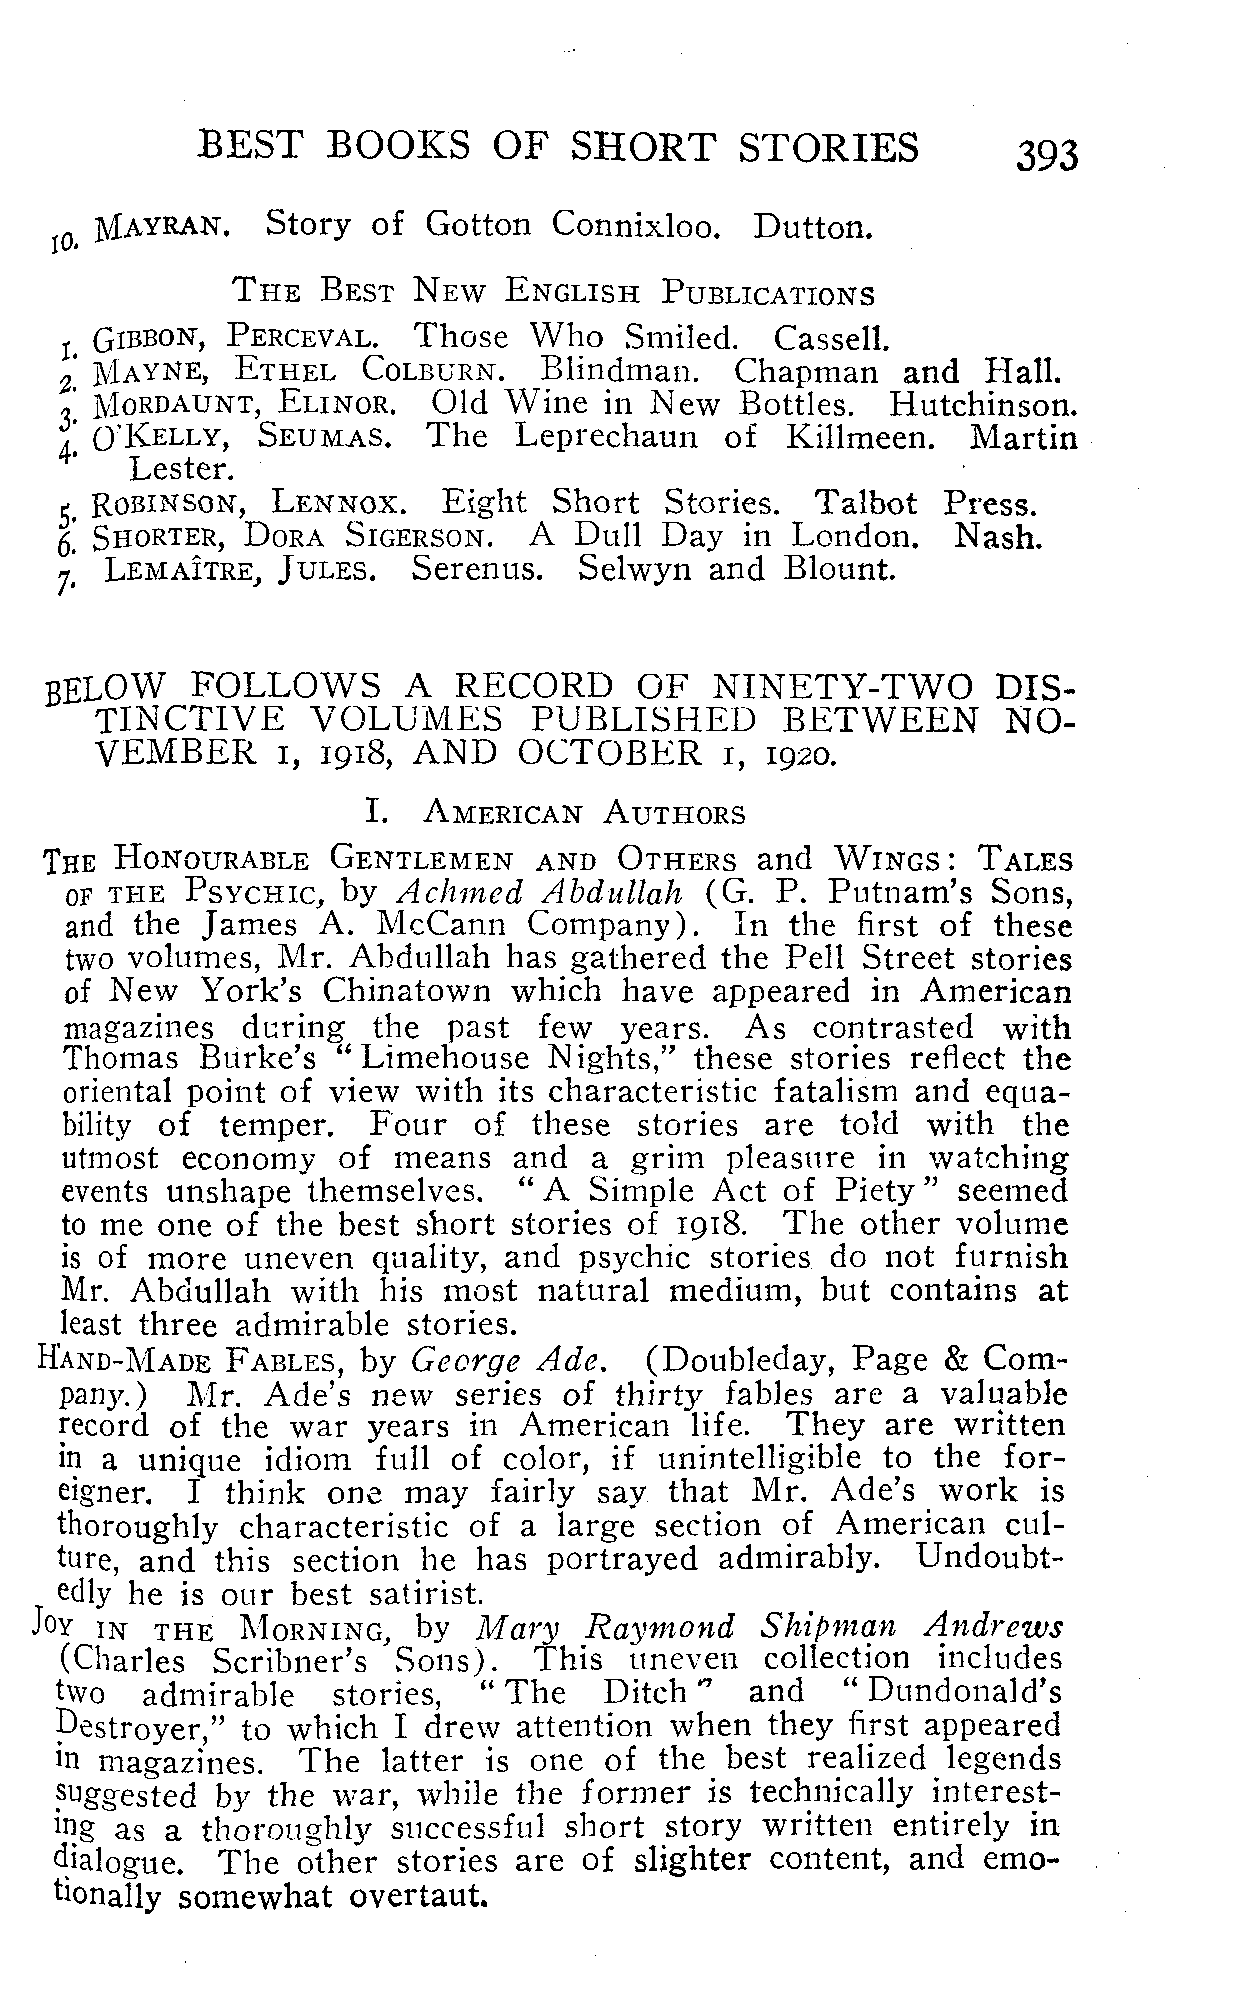 BEST BOOKS OF SHORT STORIES 393
10. MAYRAN. Story of Gotton Connixloo. Dutton.
THE BEST NEW ENGLISH PUBLICATIONS
1. GIBBON, PERCEVAL. Those Who Smiled. Cassell.
2. MAYNE, ETHEL COLBURN. Blindman. Chapman and Hall.
3. MORDAUNT, ELINOR. Old Wine in New Bottles. Hutchinson.
4. O'KELLY, SEUMAS. The Leprechaun of Killmeen. Martin
Lester.
5. ROBINSON, LENNOX. Eight Short Stories. Talbot Press.
6. SHORTER, DORA SIGERSON. A Dull Day in London. Nash.
7. LEMAÎTRE, JULES. Serenus. Selwyn and Blount.
BELOW FOLLOWS A RECORD OF NINETY-TWO DIS-
TINCTIVE VOLUMES PUBLISHED BETWEEN NO-
VEMBER 1, 1918, AND OCTOBER 1, 1920.
I. AMERICAN AUTHORS
THE HONOURABLE GENTLEMEN AND OTHERS and WINGS: TALES
OF THE PSYCHIC, by Achmed Abdullah (G. P. Putnam's Sons,
and the James A. McCann Company). In the first of these
two volumes, Mr. Abdullah has gathered the Pell Street stories
of New York's Chinatown which have appeared in American
magazines during the past few years. As contrasted with
Thomas Burke's "Limehouse Nights," these stories reflect the
oriental point of view with its characteristic fatalism and equa-
bility of temper. Four of these stories are told with the
utmost economy of means and a grim pleasure in watching
events unshape themselves. "A Simple Act of Piety" seemed
to me one of the best short stories of 1918. The other volume
is of more uneven quality, and psychic stories do not furnish
Mr. Abdullah with his most natural medium, but contains at
least three admirable stories.
HAND-MADE FABLES, by George Ade. (Doubleday, Page & Com-
pany.) Mr. Ade's new series of thirty fables are a valuable
record of the war years in American life. They are written
in a unique idiom full of color, if unintelligible to the for-
eigner. I think one may fairly say that Mr. Ade's work is
thoroughly characteristic of a large section of American cul-
ture, and this section he has portrayed admirably. Undoubt-
edly he is our best satirist.
JOY IN THE MORNING, by Mary Raymond Shipman Andrews
(Charles Scribner's Sons). This uneven collection includes
two admirable stories, "The Ditch" and "Dundonald's
Destroyer," to which I drew attention when they first appeared
in magazines. The latter is one of the best realized legends
suggested by the war, while the former is technically interest-
ing as a thoroughly successful short story written entirely in
dialogue. The other stories are of slighter content, and emo-
tionally somewhat overtaut.